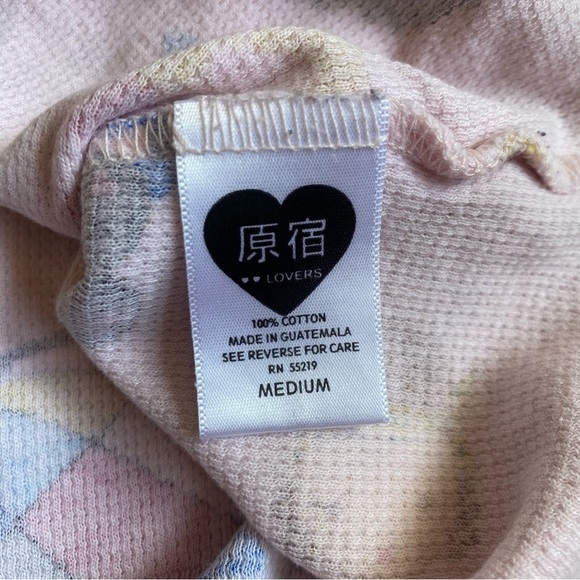 原宿
LOVERS
100% COTTON
MADE IN GUATEMALA
SEE REVERSE FOR CARE
RN 55219
MEDIUM